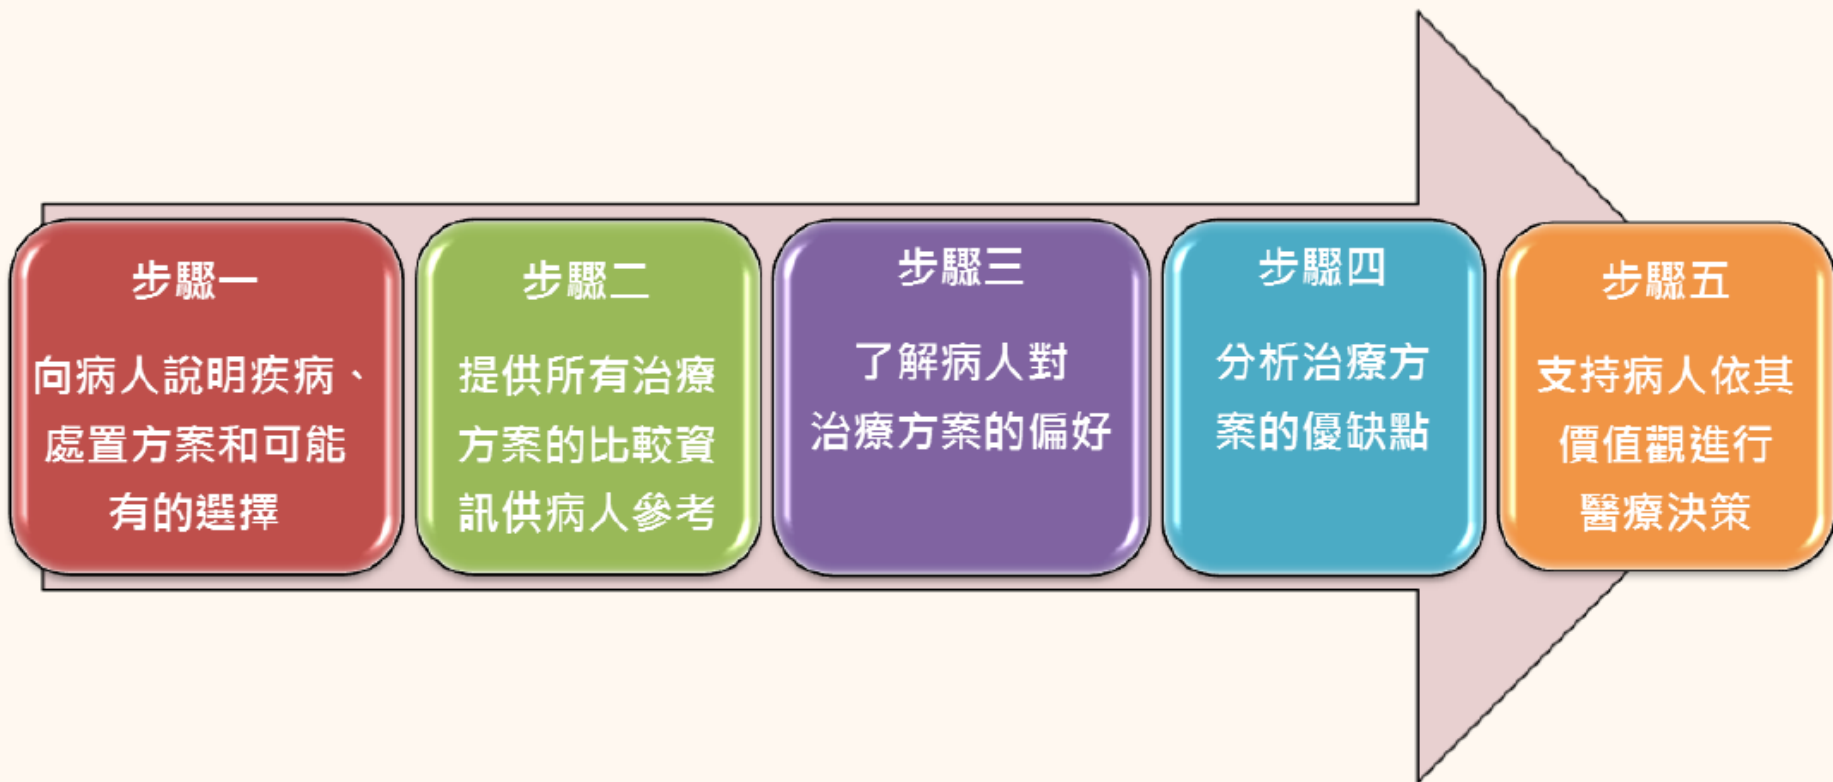 步驟一
向病人說明疾病、
處置方案和可能
有的選擇
步驟二
提供所有治療
方案的比較資
訊供病人參考
步驟三
了解病人對
治療方案的偏好
步驟四
分析治療方
案的優缺點
步驟五
支持病人依其
價值觀進行
醫療決策